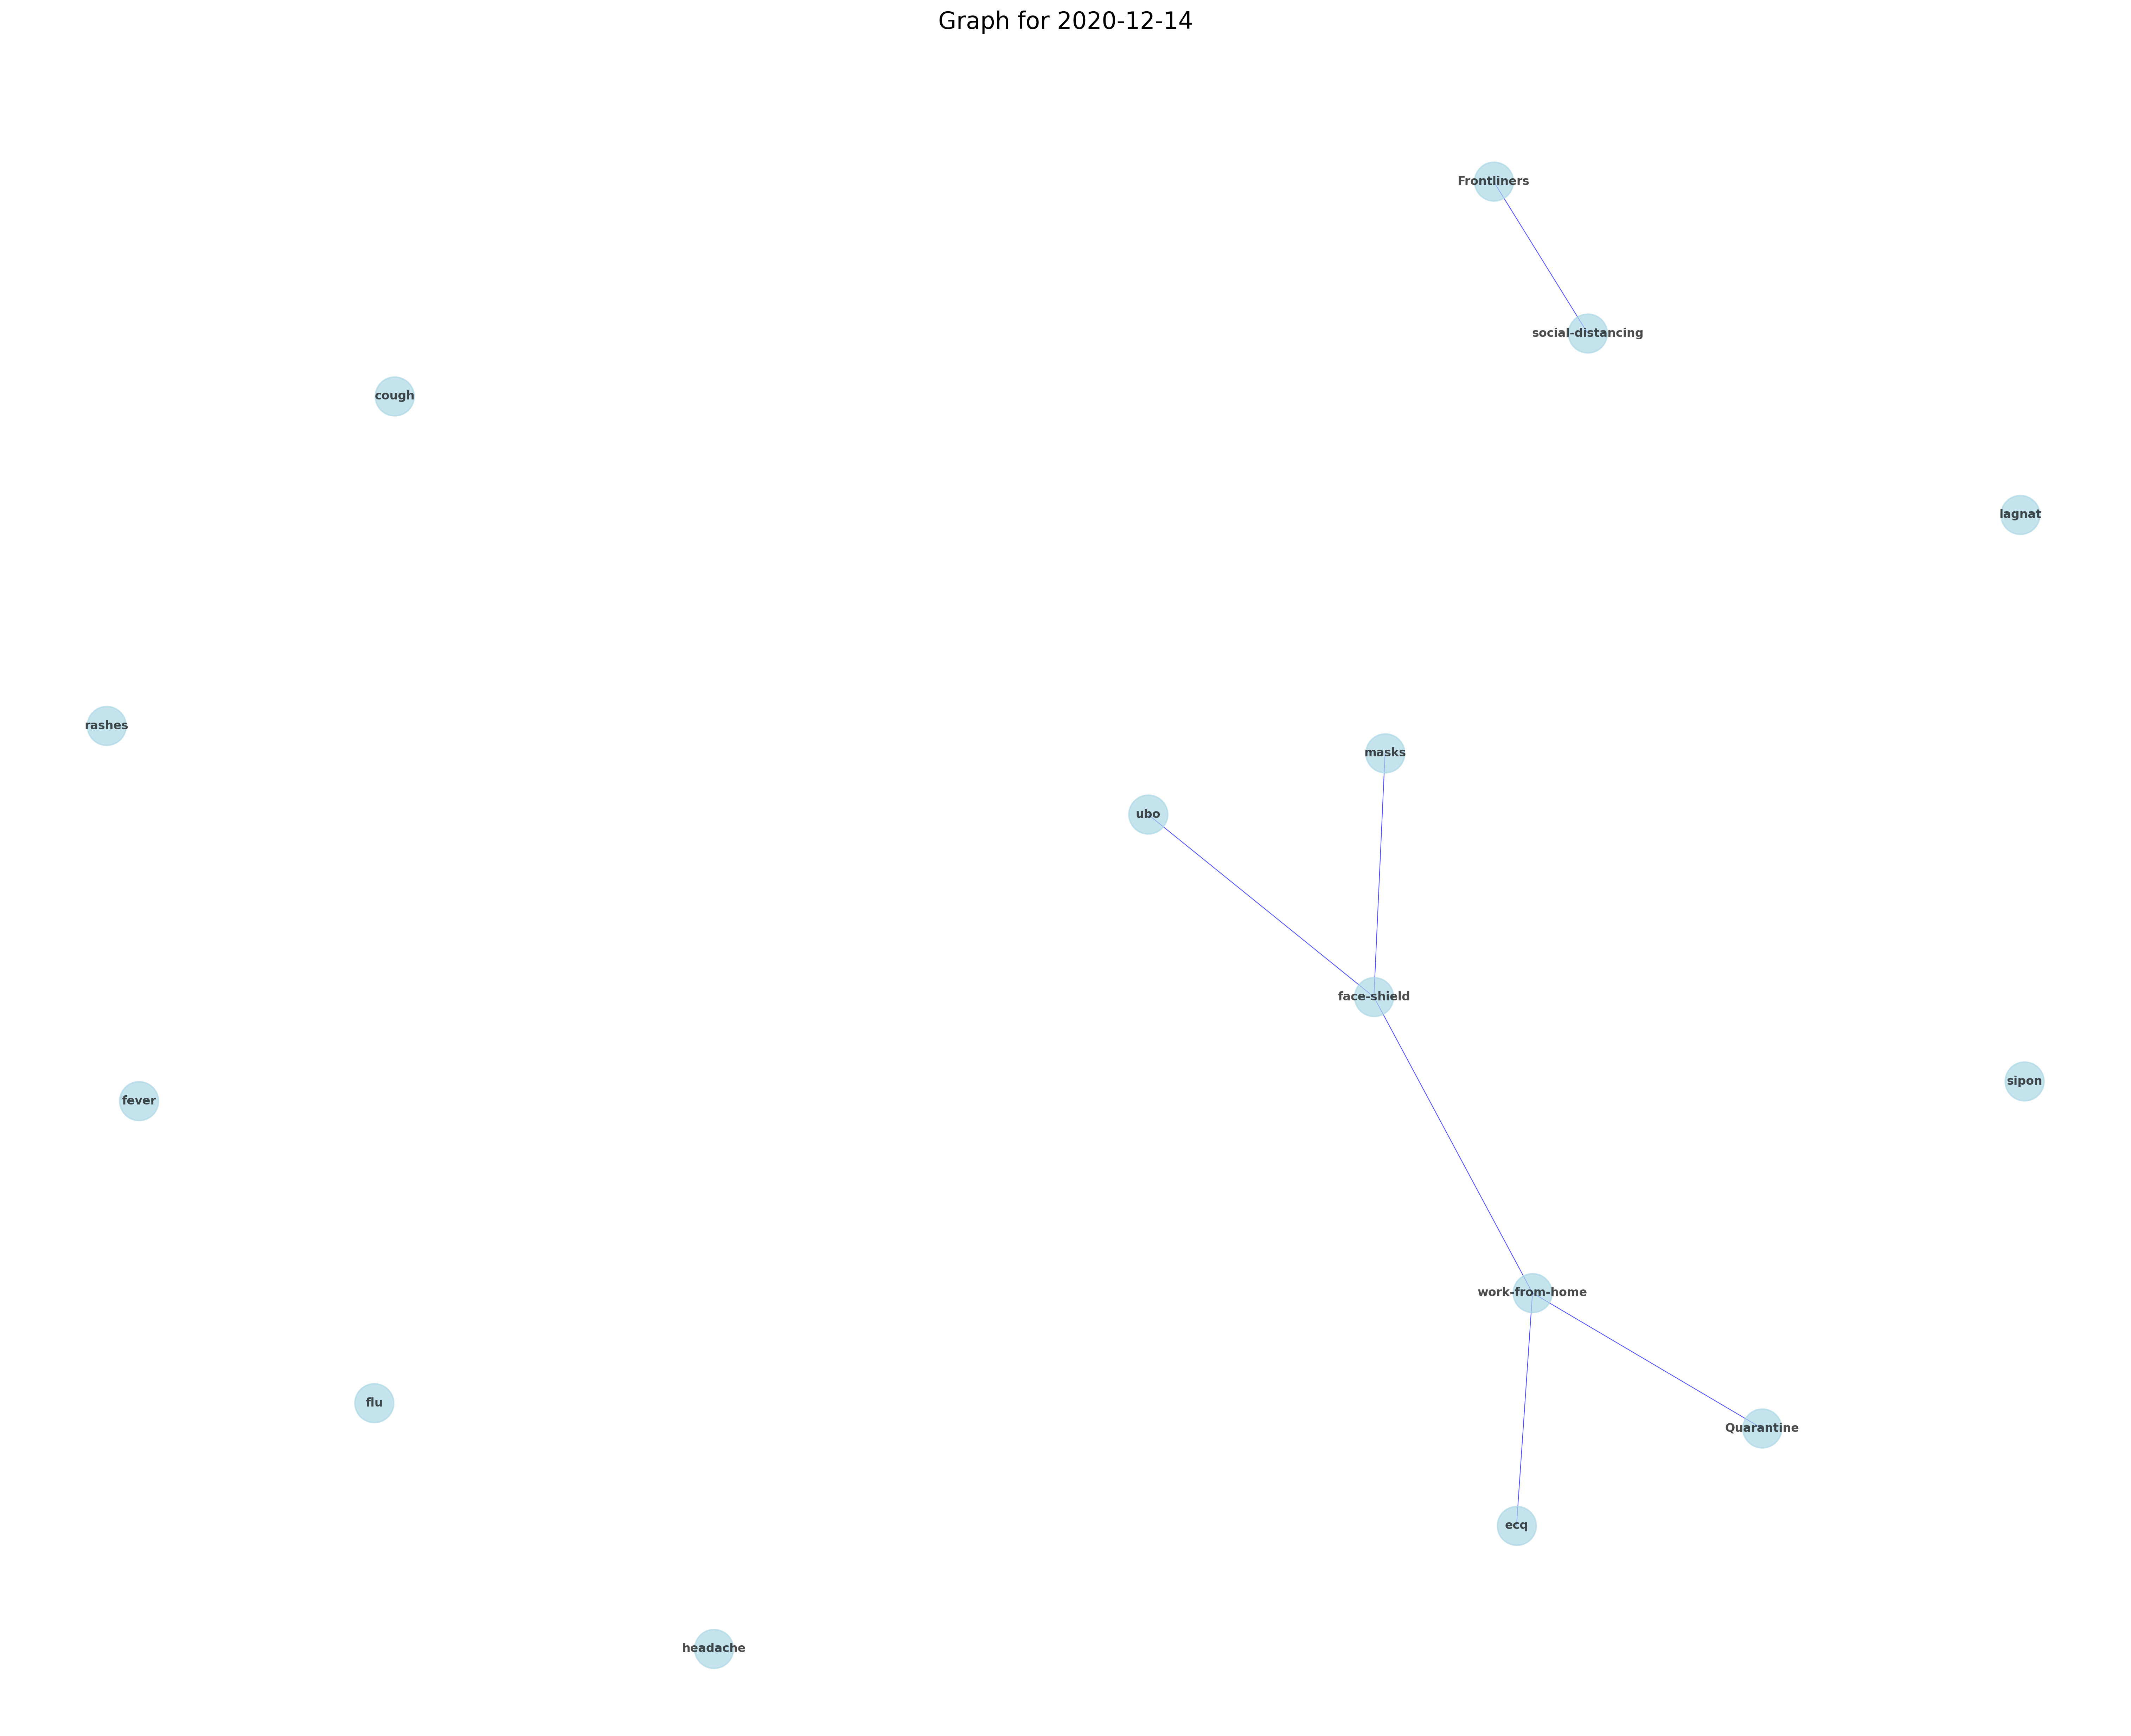 Graph for 2020-12-14
Frontliners
social-distancing
cough
lagnat
rashes
masks
ubo
face-shield
sipon
fever
work-from-home
flu
Quarantine
ecq
headache